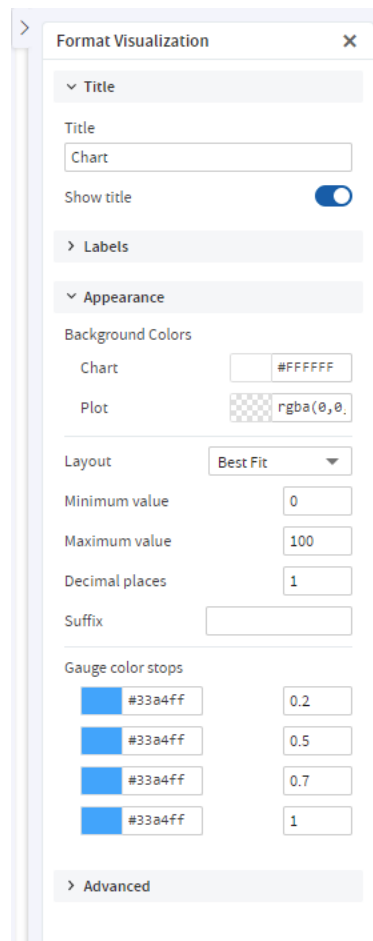 Format Visualization
Title
Title
Chart
Show title
Labels
Appearance
Background Colors
Chart #FFFFFF
Plot rgba(0,0,
Layout Best Fit
Minimum value 0
Maximum value 100
Decimal places 1
Suffix
Gauge color stops
#33a4ff 0.2
#33a4ff 0.5
#33a4ff 0.7
#33a4ff 1
Advanced